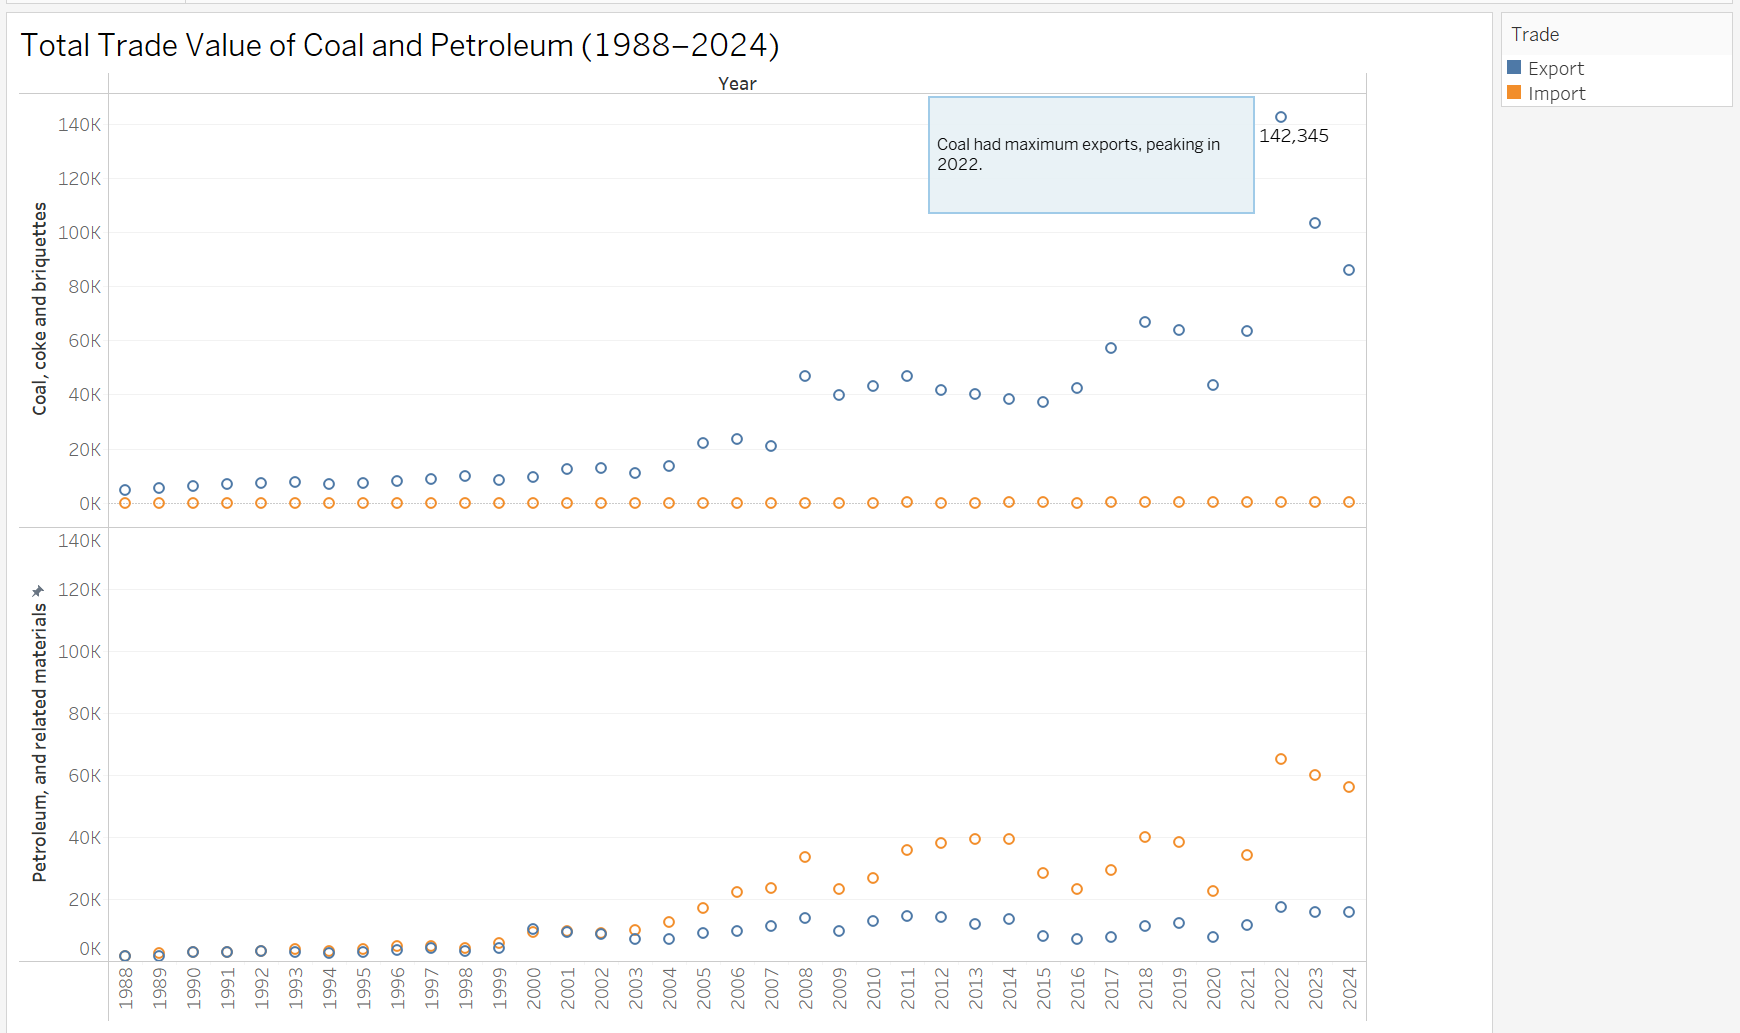 Total Trade Value of Coal and Petroleum (1988–2024)
Trade
Export
Import
Year
Coal, coke and briquettes
140K
120K
100K
80K
60K
40K
20K
0K
Coal had maximum exports, peaking in
2022.
142,345
Petroleum, and related materials
140K
120K
100K
80K
60K
40K
20K
0K
1988
1989
1990
1991
1992
1993
1994
1995
1996
1997
1998
1999
2000
2001
2002
2003
2004
2005
2006
2007
2008
2009
2010
2011
2012
2013
2014
2015
2016
2017
2018
2019
2020
2021
2022
2023
2024